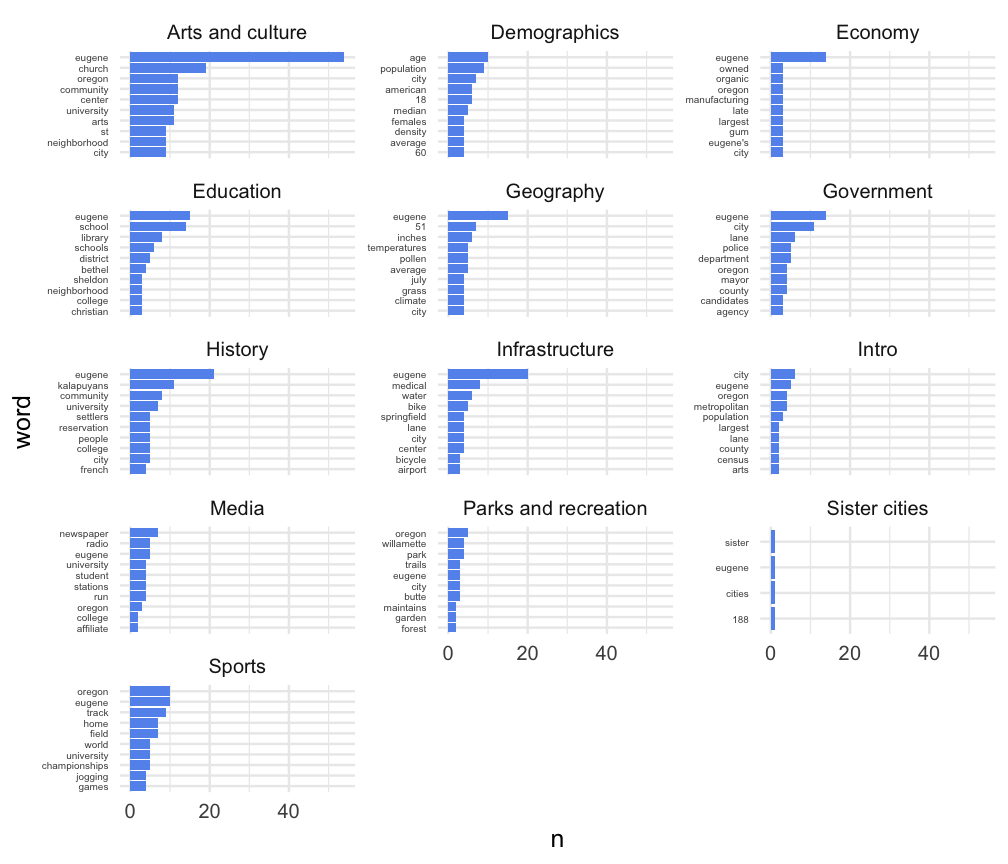 Arts and culture
eugene
church
oregon
community
center
university
arts
st
neighborhood
city
Demographics
age
population
city
american
18
median
females
density
average
60
Economy
eugene
owned
organic
oregon
manufacturing
late
largest
gum
eugene's
city
Education
eugene
school
library
schools
district
bethel
sheldon
neighborhood
college
christian
Geography
eugene
51
inches
temperatures
pollen
average
july
grass
climate
city
Government
eugene
city
lane
police
department
oregon
mayor
county
candidates
agency
word
History
eugene
kalapuyans
community
university
settlers
reservation
people
college
city
french
Infrastructure
eugene
medical
water
bike
springfield
lane
city
center
bicycle
airport
Intro
city
eugene
oregon
metropolitan
population
largest
lane
county
census
arts
Media
newspaper
radio
eugene
university
student
stations
run
oregon
college
affiliate
Parks and recreation
oregon
willamette
park
trails
eugene
city
butte
maintains
garden
forest
0 20 40
Sister cities
sister
eugene
cities
188
0 20 40
Sports
oregon
eugene
track
home
field
world
university
championships
jogging
games
0 20 40
n